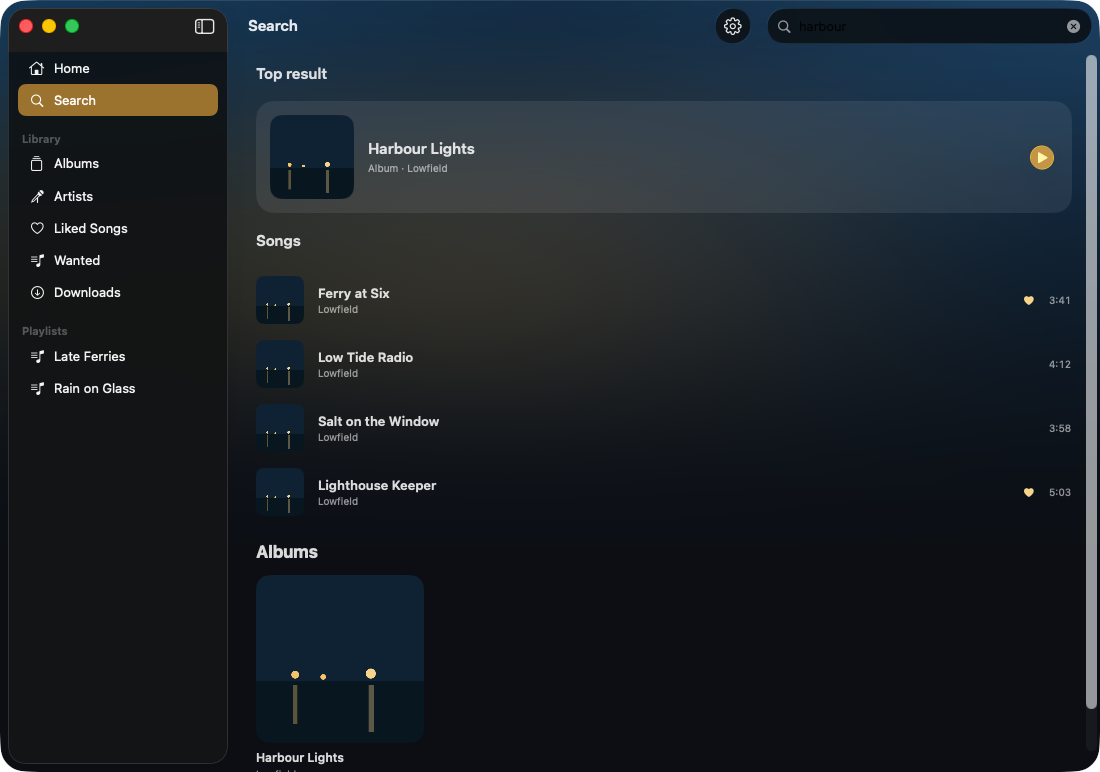 Search
harbour
Home
Search
Library
Albums
Artists
Liked Songs
Wanted
Downloads
Playlists
Late Ferries
Rain on Glass
Top result
Harbour Lights
Album · Lowfield
Songs
Ferry at Six
Lowfield
3:41
Low Tide Radio
Lowfield
4:12
Salt on the Window
Lowfield
3:58
Lighthouse Keeper
Lowfield
5:03
Albums
Harbour Lights